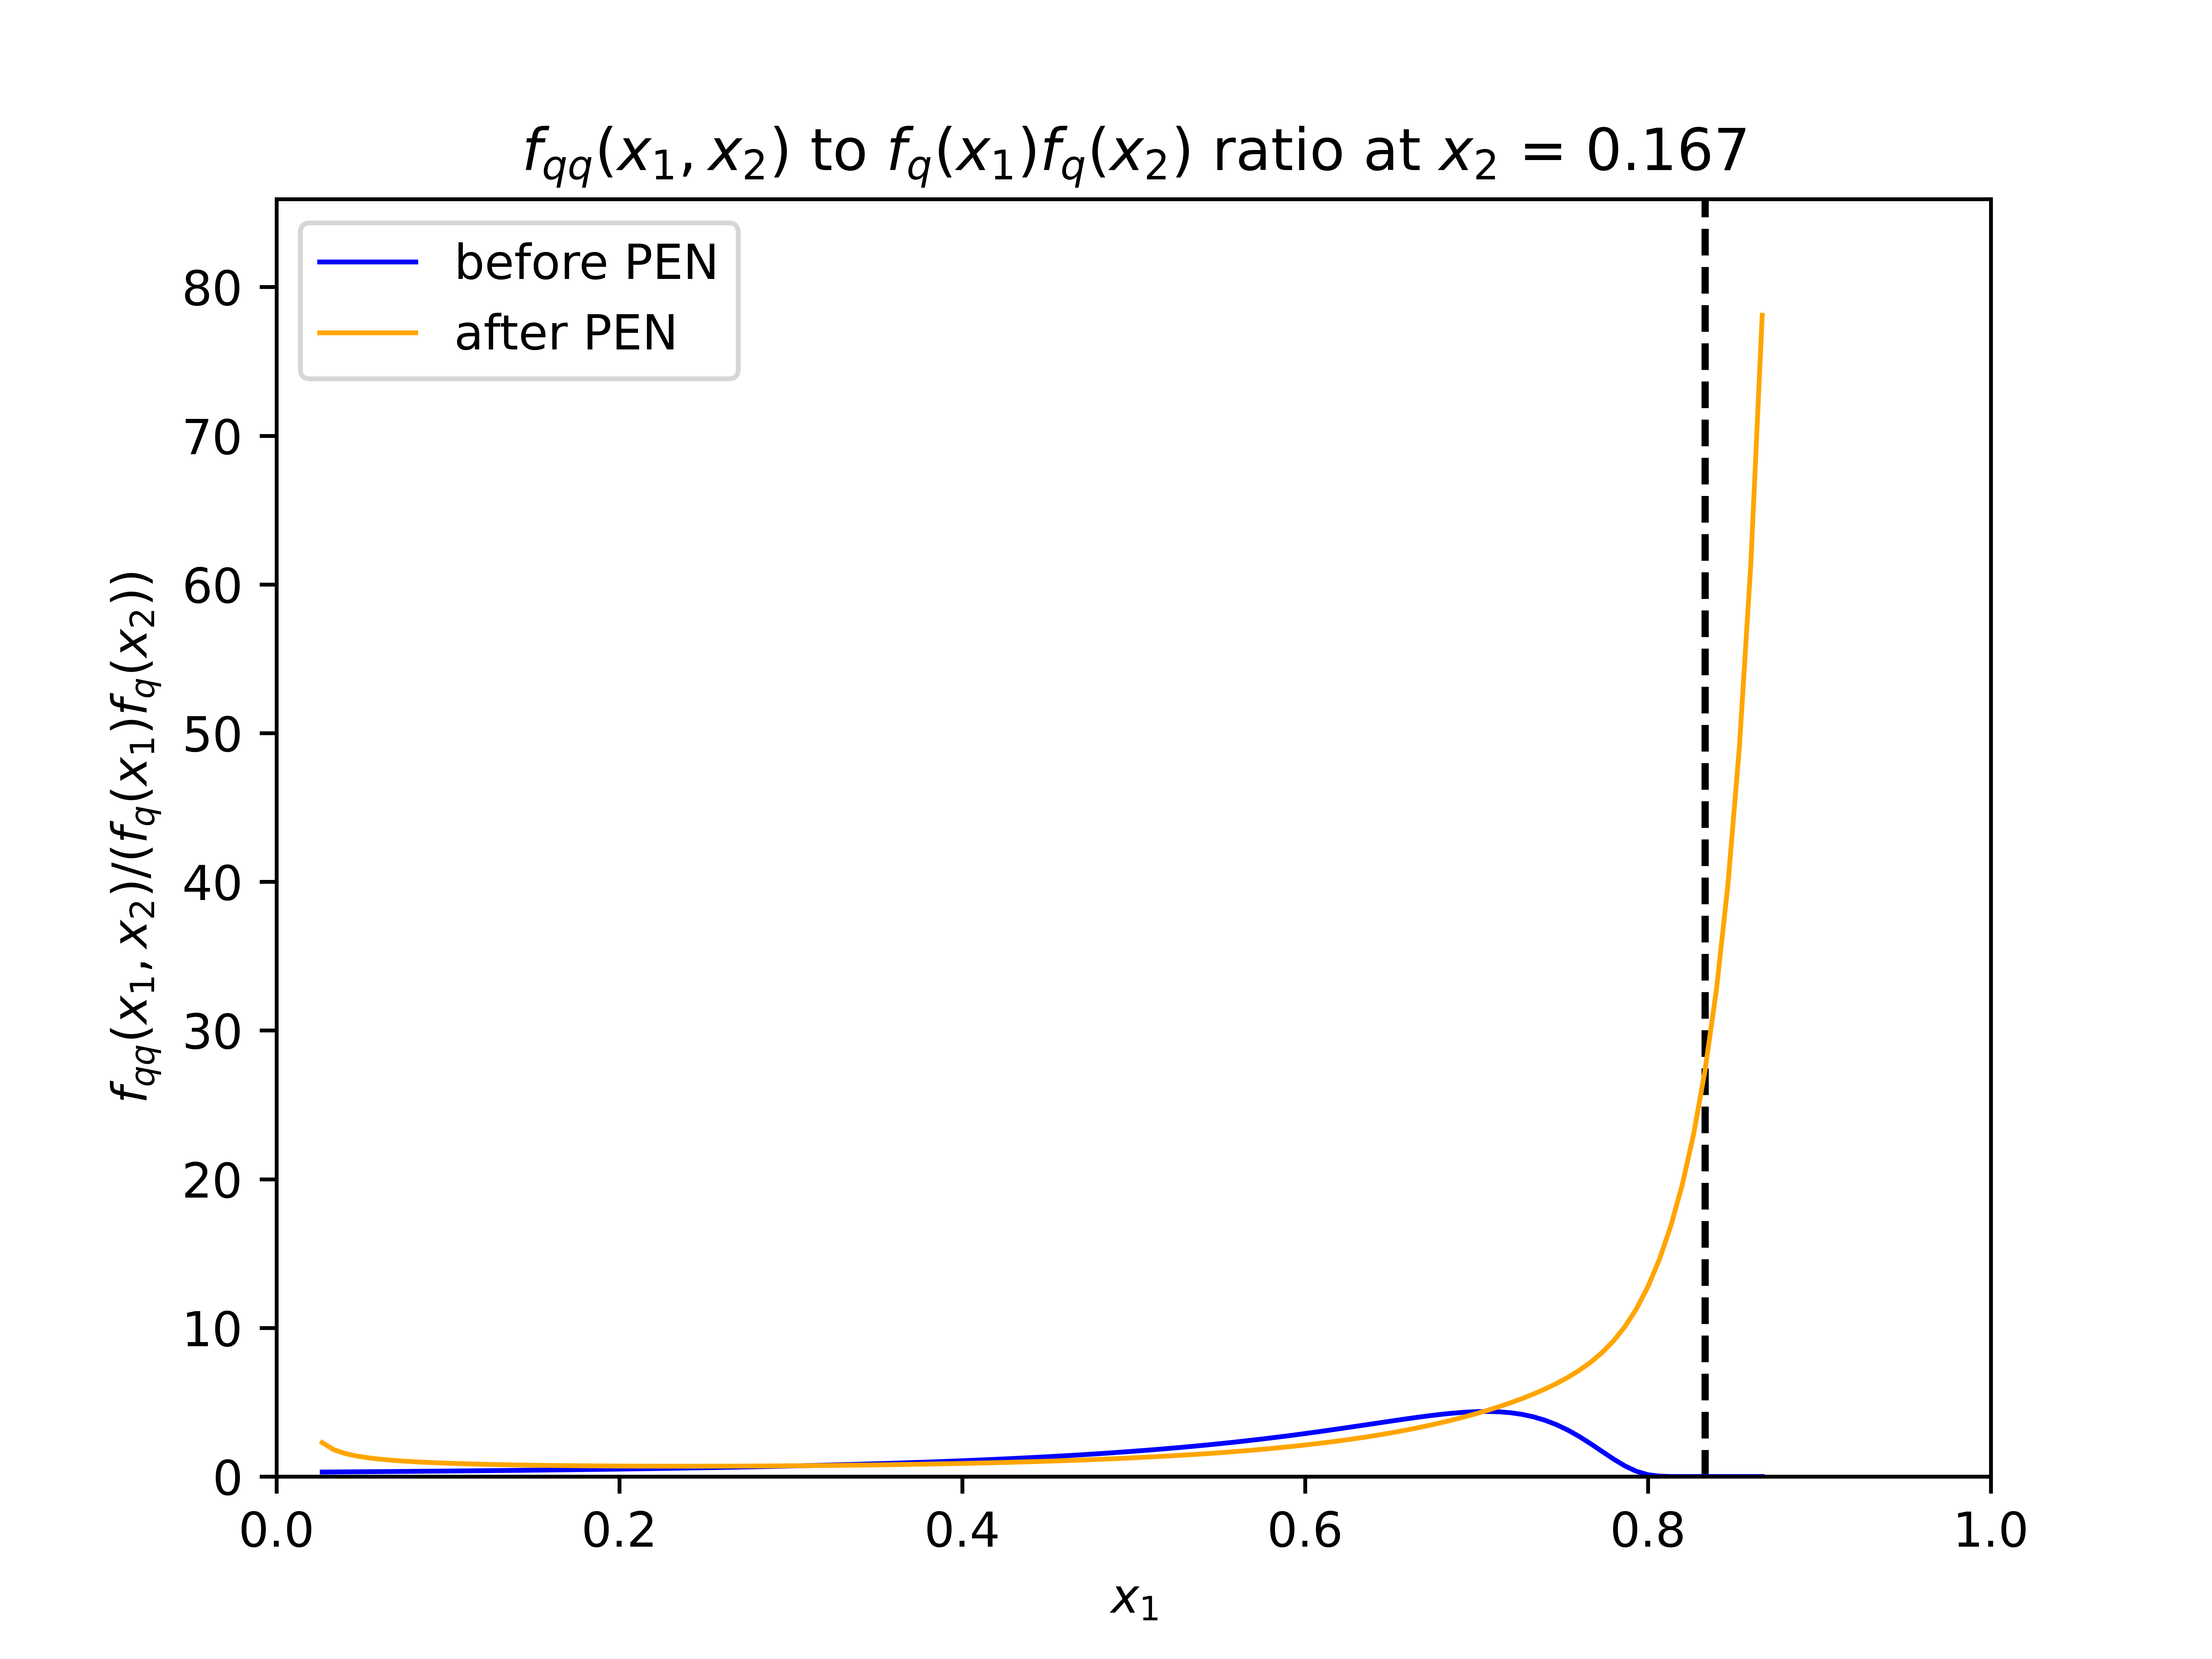 f_qq(x_1, x_2) to f_q(x_1)f_q(x_2) ratio at x_2 = 0.167
before PEN
after PEN
f_qq(x_1, x_2)/(f_q(x_1)f_q(x_2))
80
70
60
50
40
30
20
10
0
0.0 0.2 0.4 0.6 0.8 1.0
x_1